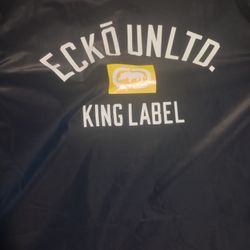 ECKŌ UNLTD.
KING LABEL